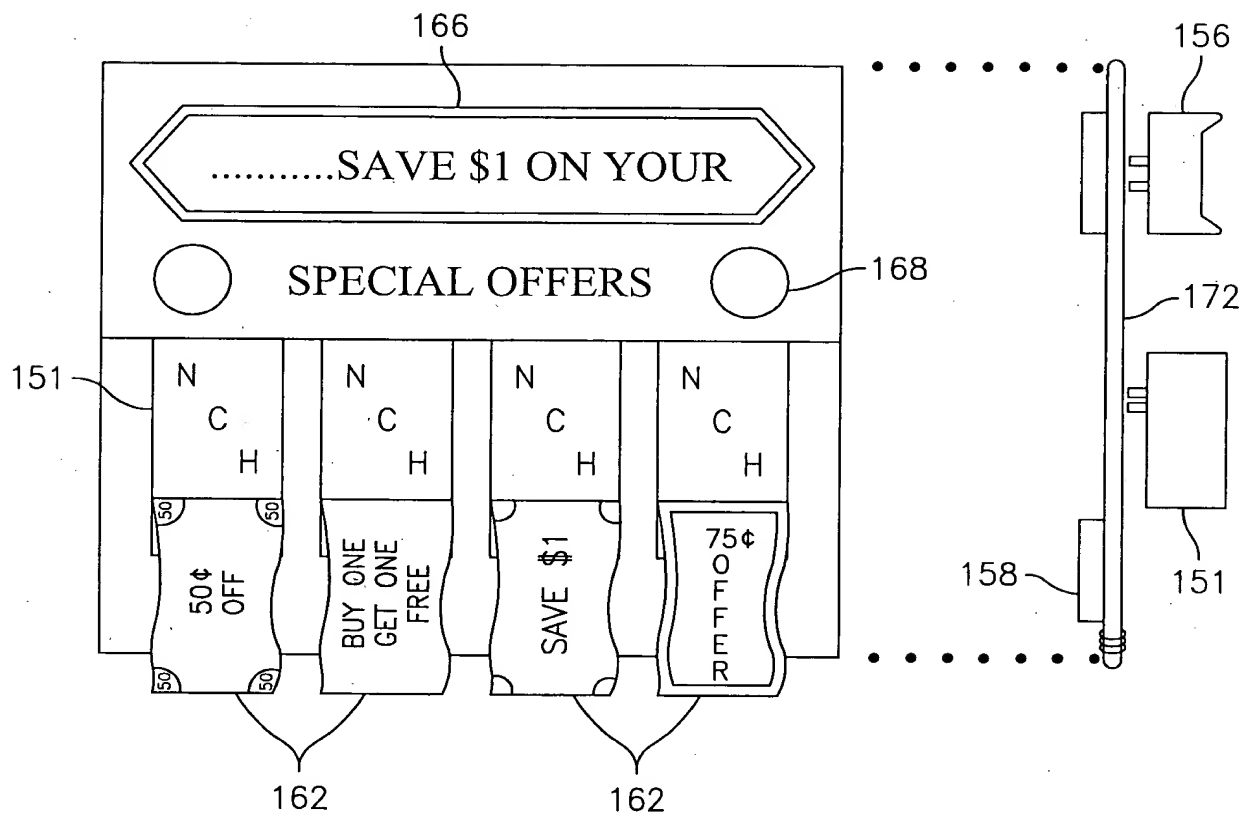 166
156
...........SAVE $1 ON YOUR
SPECIAL OFFERS
168
172
151
N
C
H
N
C
H
N
C
H
N
C
H
50
50
50¢
OFF
50
50
BUY ONE
GET ONE
FREE
SAVE $1
75¢
O
F
F
E
R
158
151
162
162